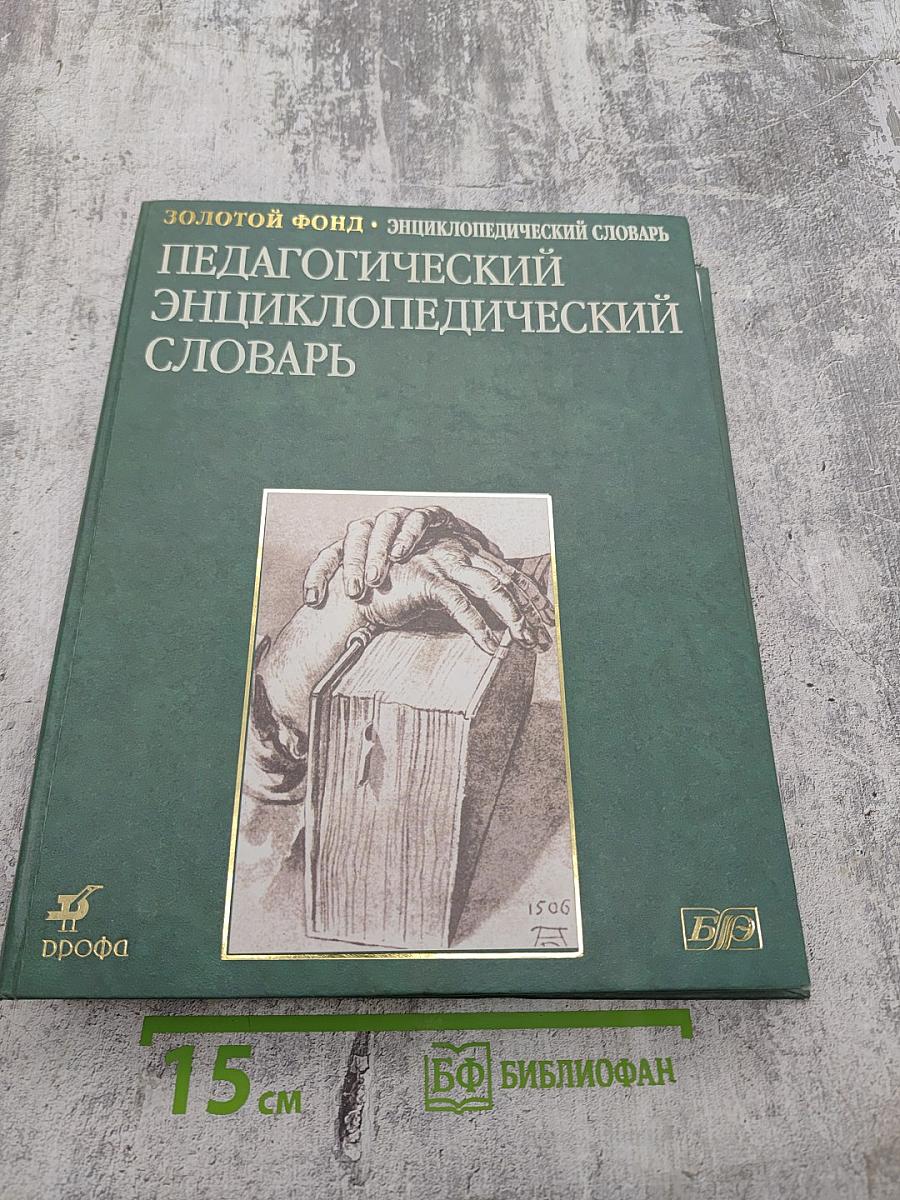 ЗОЛОТОЙ ФОНД • ЭНЦИКЛОПЕДИЧЕСКИЙ СЛОВАРЬ
ПЕДАГОГИЧЕСКИЙ
ЭНЦИКЛОПЕДИЧЕСКИЙ
СЛОВАРЬ
1506
дрофа
БРЭ
15 см
БФ БИБЛИОФАН